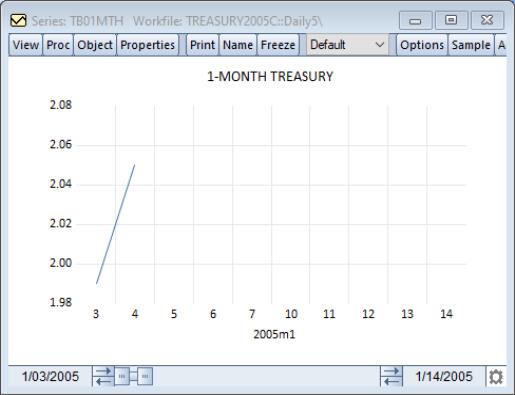 Series: TB01MTH Workfile: TREASURY2005C::Daily5\
View Proc Object Properties Print Name Freeze Default Options Sample A
1-MONTH TREASURY
2.08
2.06
2.04
2.02
2.00
1.98
3 4 5 6 7 10 11 12 13 14
2005m1
1/03/2005 1/14/2005